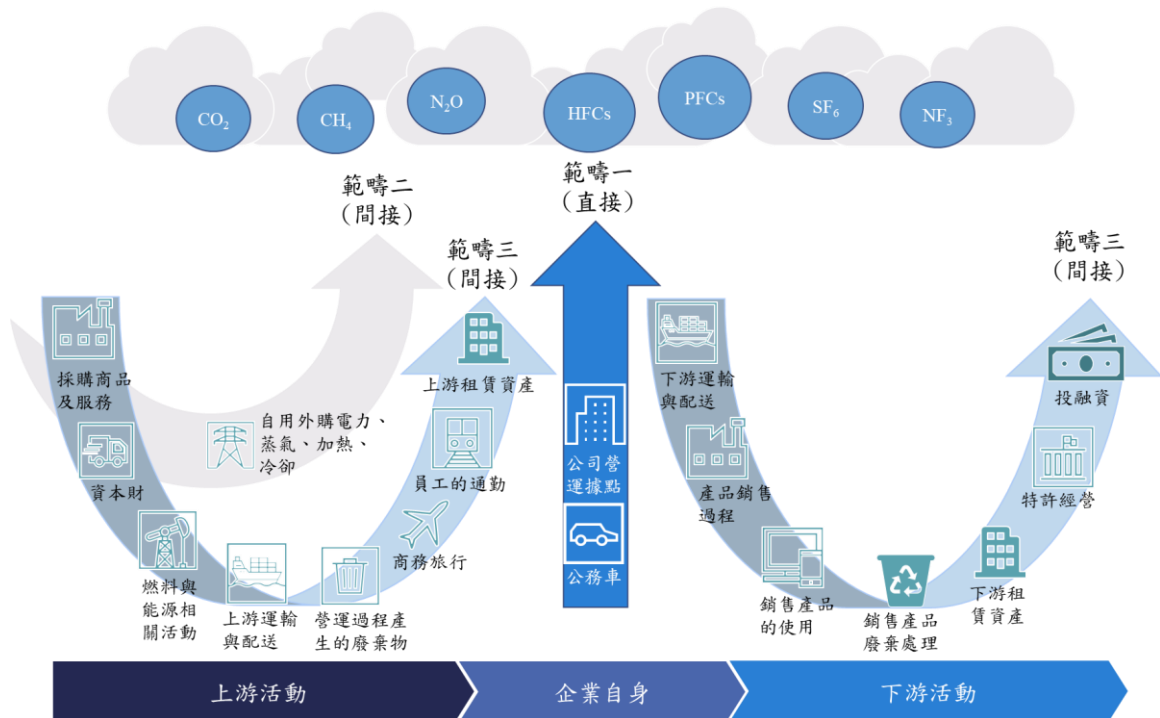 CO₂
CH₄
N₂O
HFCs
PFCs
SF₆
NF₃
範疇二
（間接）
範疇三
（間接）
範疇一
（直接）
範疇三
（間接）
採購商品
及服務
資本財
燃料與
能源相
關活動
上游運輸
與配送
營運過程產
生的廢棄物
商務旅行
員工的通勤
上游租賃資產
自用外購電力、
蒸氣、加熱、
冷卻
公司營
運據點
公務車
下游運輸
與配送
產品銷售
過程
銷售產品
的使用
銷售產品
廢棄處理
下游租
賃資產
特許經營
投融資
上游活動
企業自身
下游活動